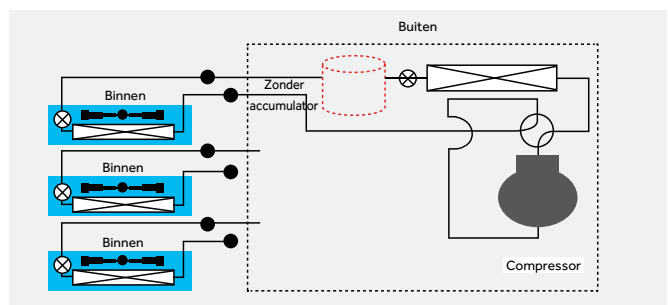 Buiten
Zonder
accumulator
Binnen
Binnen
Binnen
Compressor